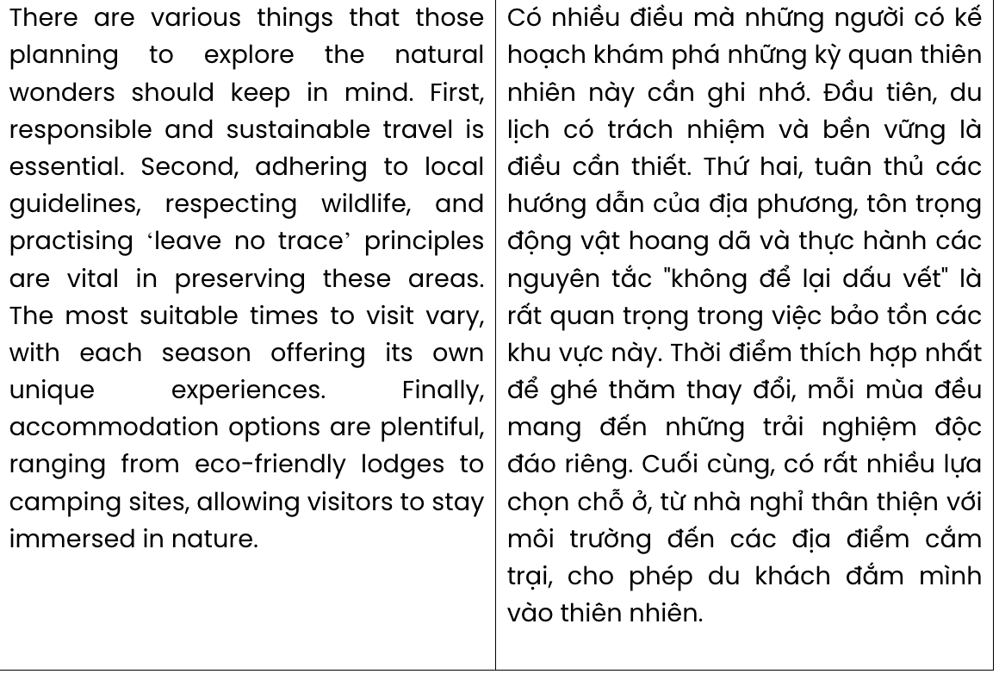 There are various things that those
planning to explore the natural
wonders should keep in mind. First,
responsible and sustainable travel is
essential. Second, adhering to local
guidelines, respecting wildlife, and
practising ‘leave no trace’ principles
are vital in preserving these areas.
The most suitable times to visit vary,
with each season offering its own
unique experiences. Finally,
accommodation options are plentiful,
ranging from eco-friendly lodges to
camping sites, allowing visitors to stay
immersed in nature.
Có nhiều điều mà những người có kế
hoạch khám phá những kỳ quan thiên
nhiên này cần ghi nhớ. Đầu tiên, du
lịch có trách nhiệm và bền vững là
điều cần thiết. Thứ hai, tuân thủ các
hướng dẫn của địa phương, tôn trọng
động vật hoang dã và thực hành các
nguyên tắc "không để lại dấu vết" là
rất quan trọng trong việc bảo tồn các
khu vực này. Thời điểm thích hợp nhất
để ghé thăm thay đổi, mỗi mùa đều
mang đến những trải nghiệm độc
đáo riêng. Cuối cùng, có rất nhiều lựa
chọn chỗ ở, từ nhà nghỉ thân thiện với
môi trường đến các địa điểm cắm
trại, cho phép du khách đắm mình
vào thiên nhiên.